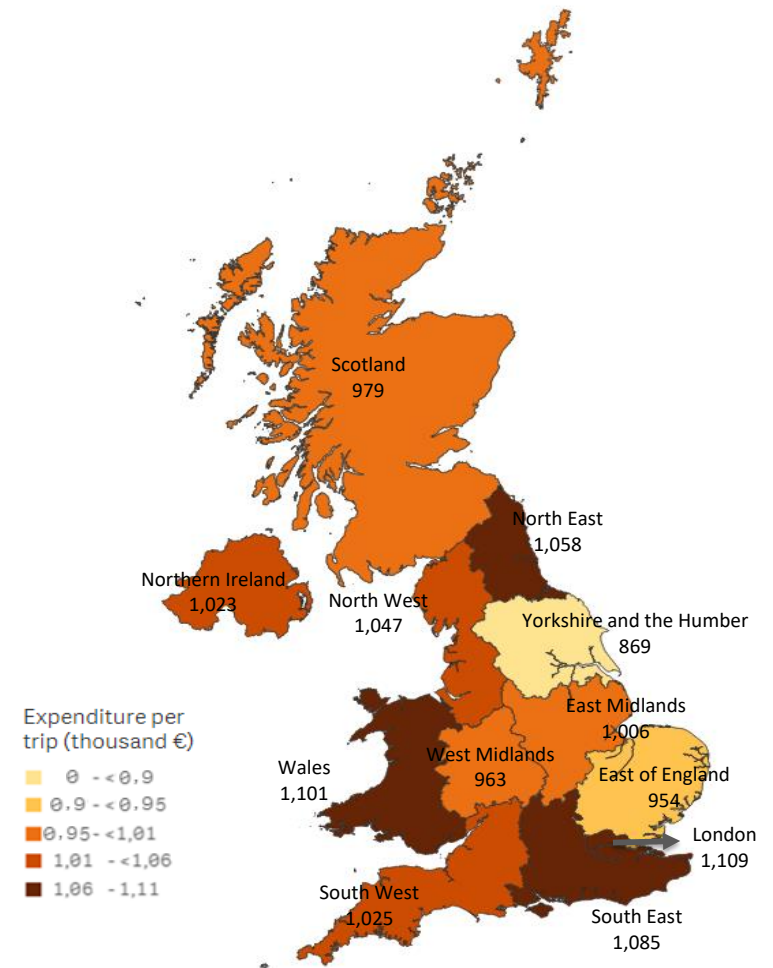 Scotland
979
North East
1,058
Northern Ireland
1,023
North West
1,047
Yorkshire and the Humber
869
East Midlands
1,006
Expenditure per
trip (thousand €)
0 -<0,9
0,9 -<0,95
0,95-<1,01
1,01 -<1,06
1,06 -1,11
Wales
1,101
West Midlands
963
East of England
954
London
1,109
South West
1,025
South East
1,085